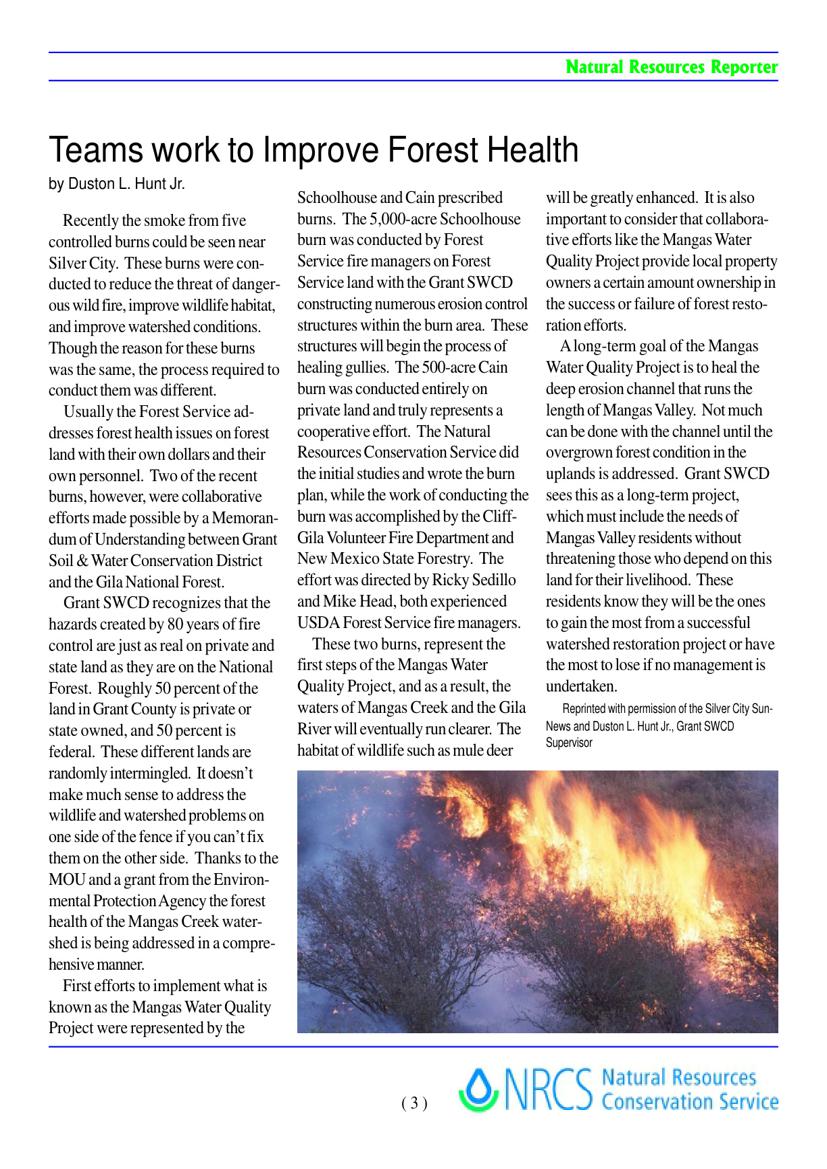 Natural Resources Reporter
Teams work to Improve Forest Health
by Duston L. Hunt Jr.
Recently the smoke from five
controlled burns could be seen near
Silver City. These burns were con-
ducted to reduce the threat of danger-
ous wild fire, improve wildlife habitat,
and improve watershed conditions.
Though the reason for these burns
was the same, the process required to
conduct them was different.
Usually the Forest Service ad-
dresses forest health issues on forest
land with their own dollars and their
own personnel. Two of the recent
burns, however, were collaborative
efforts made possible by a Memoran-
dum of Understanding between Grant
Soil & Water Conservation District
and the Gila National Forest.
Grant SWCD recognizes that the
hazards created by 80 years of fire
control are just as real on private and
state land as they are on the National
Forest. Roughly 50 percent of the
land in Grant County is private or
state owned, and 50 percent is
federal. These different lands are
randomly intermingled. It doesn't
make much sense to address the
wildlife and watershed problems on
one side of the fence if you can't fix
them on the other side. Thanks to the
MOU and a grant from the Environ-
mental Protection Agency the forest
health of the Mangas Creek water-
shed is being addressed in a compre-
hensive manner.
First efforts to implement what is
known as the Mangas Water Quality
Project were represented by the
Schoolhouse and Cain prescribed
burns. The 5,000-acre Schoolhouse
burn was conducted by Forest
Service fire managers on Forest
Service land with the Grant SWCD
constructing numerous erosion control
structures within the burn area. These
structures will begin the process of
healing gullies. The 500-acre Cain
burn was conducted entirely on
private land and truly represents a
cooperative effort. The Natural
Resources Conservation Service did
the initial studies and wrote the burn
plan, while the work of conducting the
burn was accomplished by the Cliff-
Gila Volunteer Fire Department and
New Mexico State Forestry. The
effort was directed by Ricky Sedillo
and Mike Head, both experienced
USDA Forest Service fire managers.
These two burns, represent the
first steps of the Mangas Water
Quality Project, and as a result, the
waters of Mangas Creek and the Gila
River will eventually run clearer. The
habitat of wildlife such as mule deer
will be greatly enhanced. It is also
important to consider that collabora-
tive efforts like the Mangas Water
Quality Project provide local property
owners a certain amount ownership in
the success or failure of forest resto-
ration efforts.
A long-term goal of the Mangas
Water Quality Project is to heal the
deep erosion channel that runs the
length of Mangas Valley. Not much
can be done with the channel until the
overgrown forest condition in the
uplands is addressed. Grant SWCD
sees this as a long-term project,
which must include the needs of
Mangas Valley residents without
threatening those who depend on this
land for their livelihood. These
residents know they will be the ones
to gain the most from a successful
watershed restoration project or have
the most to lose if no management is
undertaken.
Reprinted with permission of the Silver City Sun-
News and Duston L. Hunt Jr., Grant SWCD
Supervisor
( 3 )
NRCS Natural Resources
Conservation Service